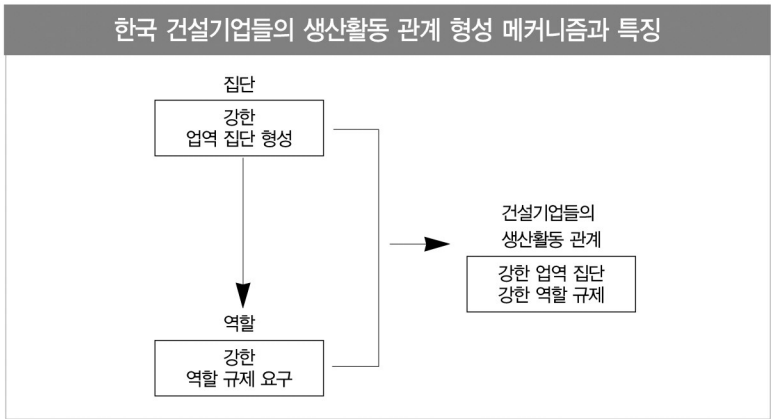 한국 건설기업들의 생산활동 관계 형성 메커니즘과 특징
집단
강한
업역 집단 형성
건설기업들의
생산활동 관계
강한 업역 집단
강한 역할 규제
역할
강한
역할 규제 요구